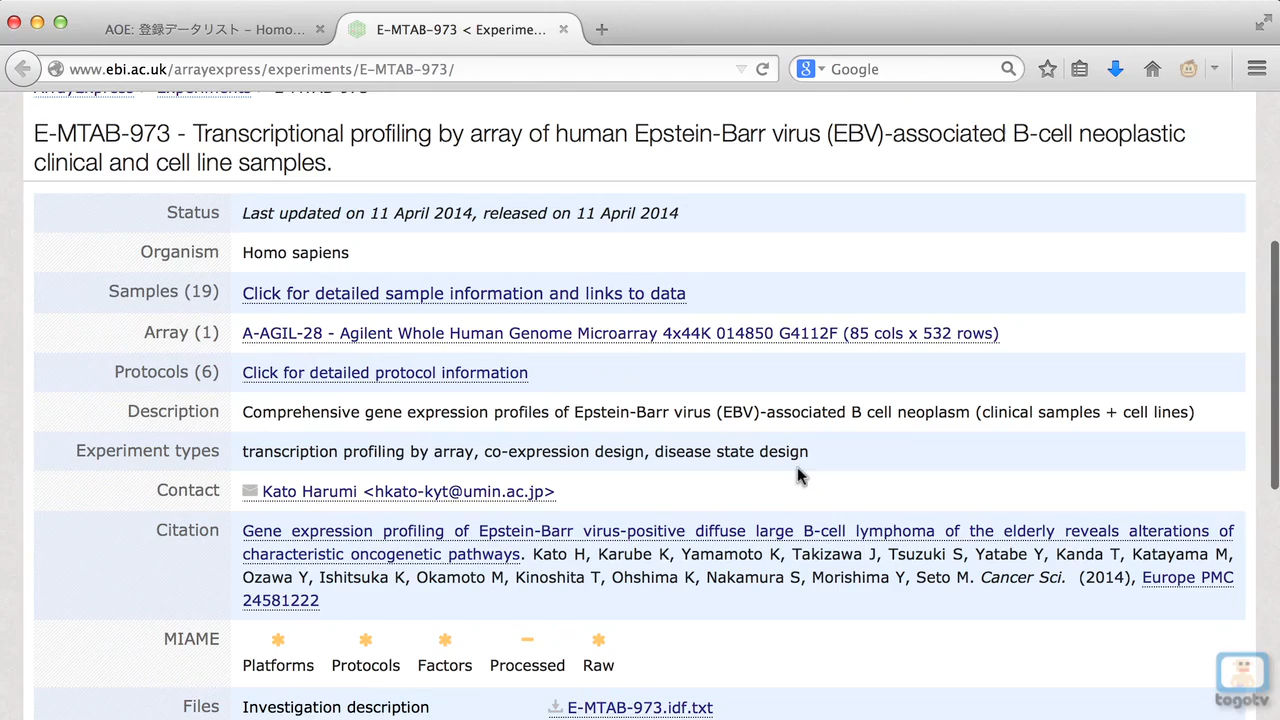 AOE: 登録データリスト – Homo...
E-MTAB-973 < Experime...
www.ebi.ac.uk/arrayexpress/experiments/E-MTAB-973/
Google
E-MTAB-973 - Transcriptional profiling by array of human Epstein-Barr virus (EBV)-associated B-cell neoplastic
clinical and cell line samples.
Status Last updated on 11 April 2014, released on 11 April 2014
Organism Homo sapiens
Samples (19) Click for detailed sample information and links to data
Array (1) A-AGIL-28 - Agilent Whole Human Genome Microarray 4x44K 014850 G4112F (85 cols x 532 rows)
Protocols (6) Click for detailed protocol information
Description Comprehensive gene expression profiles of Epstein-Barr virus (EBV)-associated B cell neoplasm (clinical samples + cell lines)
Experiment types transcription profiling by array, co-expression design, disease state design
Contact Kato Harumi <hkato-kyt@umin.ac.jp>
Citation Gene expression profiling of Epstein-Barr virus-positive diffuse large B-cell lymphoma of the elderly reveals alterations of
characteristic oncogenetic pathways. Kato H, Karube K, Yamamoto K, Takizawa J, Tsuzuki S, Yatabe Y, Kanda T, Katayama M,
Ozawa Y, Ishitsuka K, Okamoto M, Kinoshita T, Ohshima K, Nakamura S, Morishima Y, Seto M. Cancer Sci. (2014), Europe PMC
24581222
MIAME
Platforms Protocols Factors Processed Raw
Files Investigation description E-MTAB-973.idf.txt
togotv